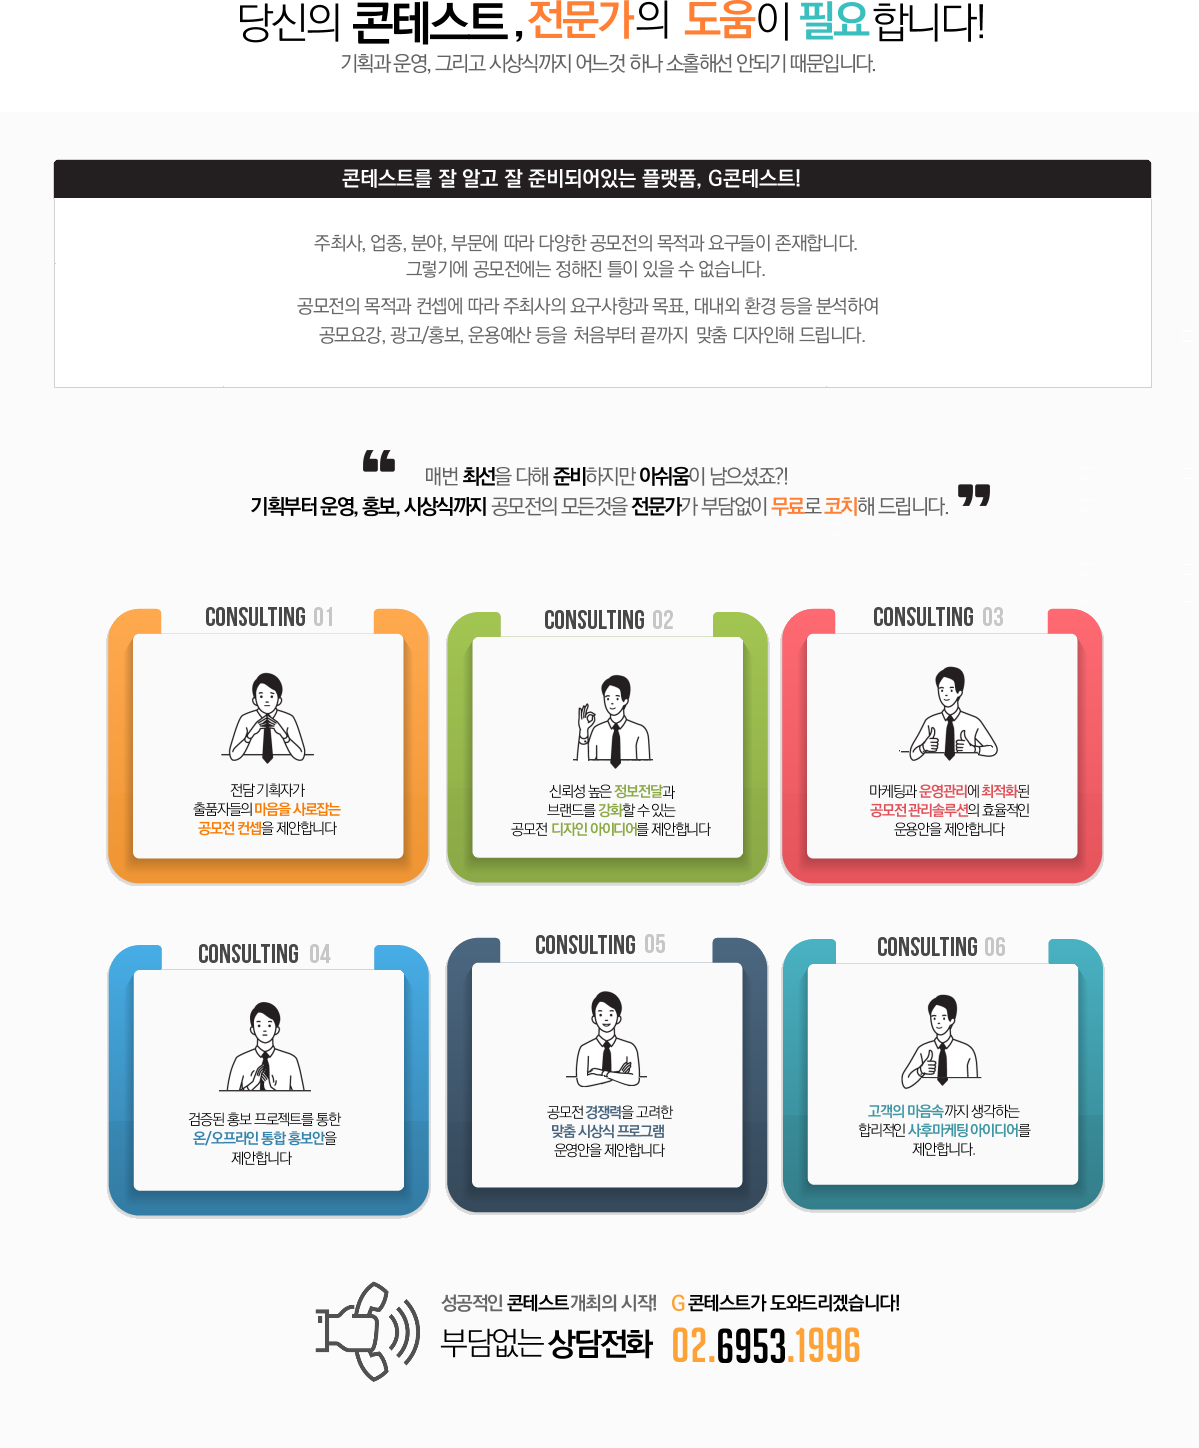 당신의 콘테스트, 전문가의 도움이 필요합니다!
기획과 운영, 그리고 시상식까지 어느것 하나 소홀해선 안되기 때문입니다.
콘테스트를 잘 알고 잘 준비되어있는 플랫폼, G콘테스트!
주최사, 업종, 분야, 부문에 따라 다양한 공모전의 목적과 요구들이 존재합니다.
그렇기에 공모전에는 정해진 틀이 있을 수 없습니다.
공모전의 목적과 컨셉에 따라 주최사의 요구사항과 목표, 대내외 환경 등을 분석하여
공모요강, 광고/홍보, 운용예산 등을 처음부터 끝까지 맞춤 디자인해 드립니다.
❝ 매번 최선을 다해 준비하지만 아쉬움이 남으셨죠?!
기획부터 운영, 홍보, 시상식까지 공모전의 모든것을 전문가가 부담없이 무료로 코치해 드립니다. ❞
CONSULTING 01
전담 기획자가
출품자들의 마음을 사로잡는
공모전 컨셉을 제안합니다
CONSULTING 02
신뢰성 높은 정보전달과
브랜드를 강화할 수 있는
공모전 디자인 아이디어를 제안합니다
CONSULTING 03
마케팅과 운영관리에 최적화된
공모전 관리솔루션의 효율적인
운용안을 제안합니다
CONSULTING 04
검증된 홍보 프로젝트를 통한
온/오프라인 통합 홍보안을
제안합니다
CONSULTING 05
공모전 경쟁력을 고려한
맞춤 시상식 프로그램
운영안을 제안합니다
CONSULTING 06
고객의 마음속 까지 생각하는
합리적인 사후마케팅 아이디어를
제안합니다.
성공적인 콘테스트 개최의 시작! G 콘테스트가 도와드리겠습니다!
부담없는 상담전화 02.6953.1996